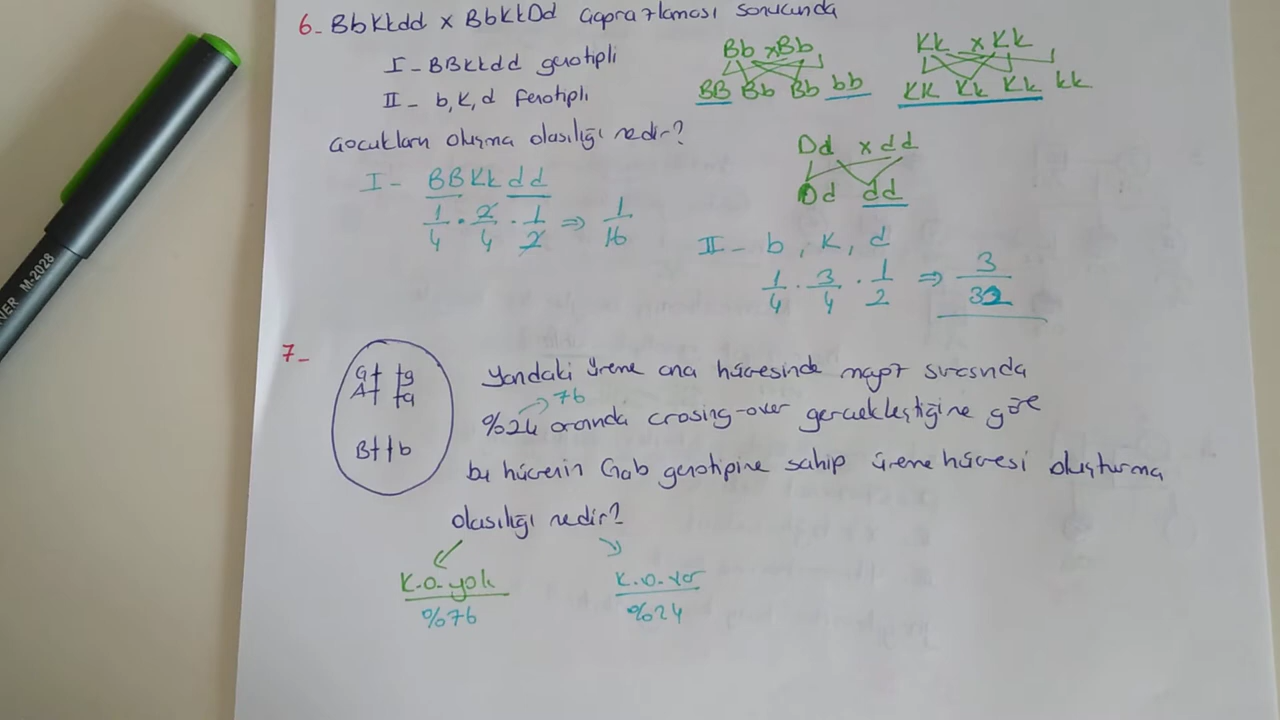 6- BbKkdd x BbKkDd çaprazlaması sonucunda
I- BBKkdd genotipli
II- b, K, d fenotipli
çocukların oluşma olasılığı nedir?
Bb x Bb
BB Bb Bb bb
Kk x Kk
KK Kk Kk kk
Dd x dd
Dd dd
I- BBKkdd
1/4 . 2/4 . 1/2 ⇒ 1/16
II- b, K, d
1/4 . 3/4 . 1/2 ⇒ 3/32
7-
G g
A a
B b
Yandaki üreme ana hücresinde mayoz sırasında
76
%24 oranında crosing-over gerçekleştiğine göre
bu hücrenin Gab genotipine sahip üreme hücresi oluşturma
olasılığı nedir?
K.O. yok K.O. var
%76 %24
NER M-2028